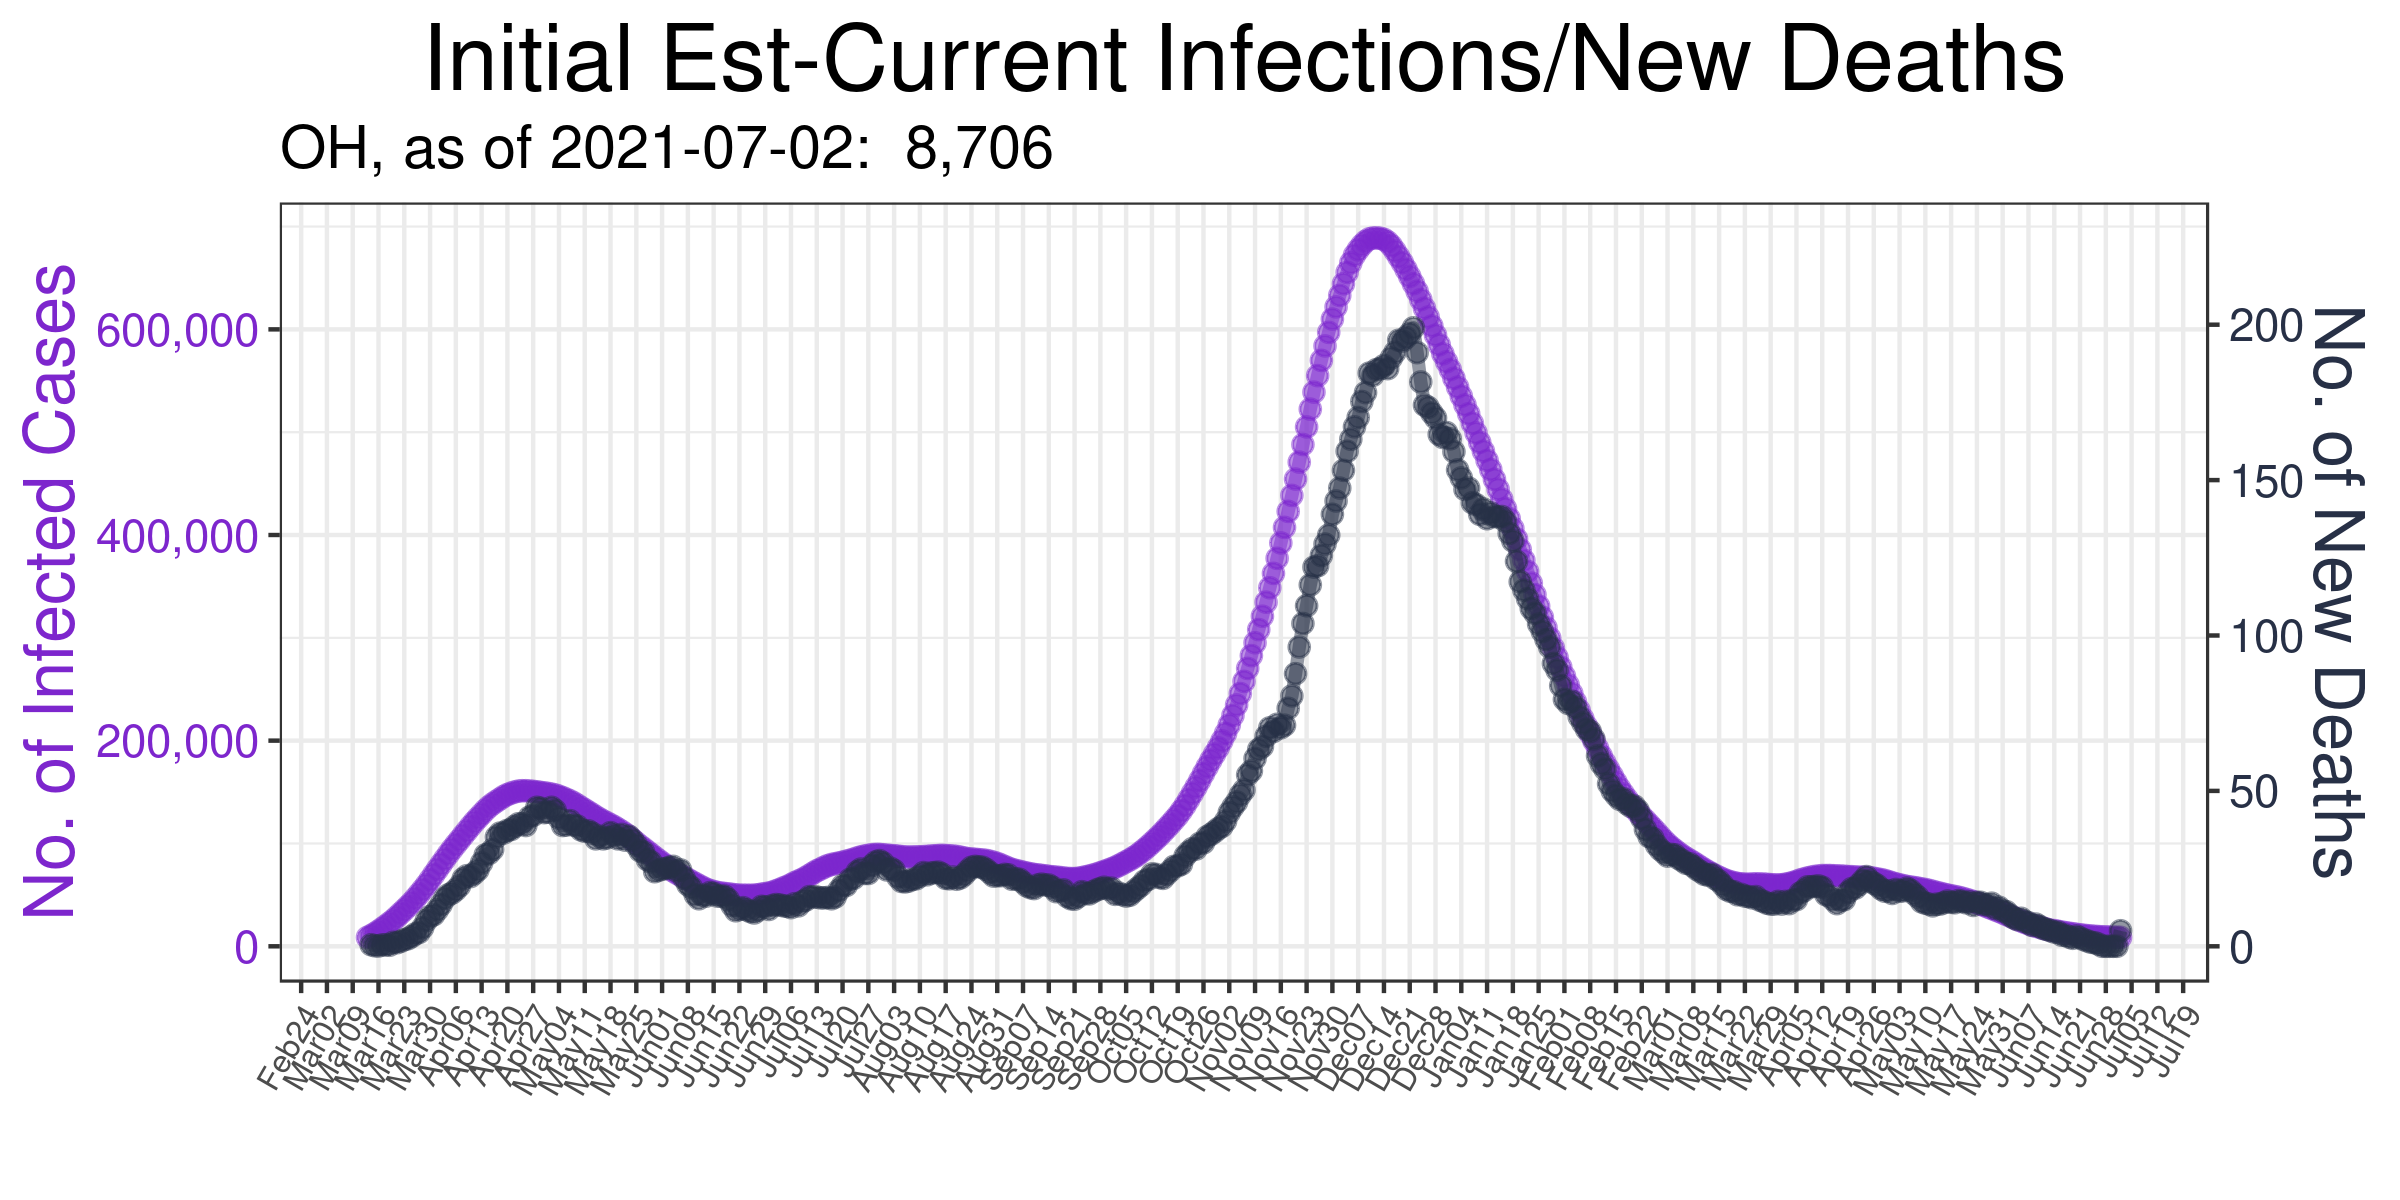 Initial Est-Current Infections/New Deaths
OH, as of 2021-07-02:  8,706
No. of Infected Cases
600,000
400,000
200,000
0
200
150
100
50
0
No. of New Deaths
Feb24
Mar02
Mar09
Mar16
Mar23
Mar30
Apr06
Apr13
Apr20
Apr27
May04
May11
May18
May25
Jun01
Jun08
Jun15
Jun22
Jun29
Jul06
Jul13
Jul20
Jul27
Aug03
Aug10
Aug17
Aug24
Aug31
Sep07
Sep14
Sep21
Sep28
Oct05
Oct12
Oct19
Oct26
Nov02
Nov09
Nov16
Nov23
Nov30
Dec07
Dec14
Dec21
Dec28
Jan04
Jan11
Jan18
Jan25
Feb01
Feb08
Feb15
Feb22
Mar01
Mar08
Mar15
Mar22
Mar29
Apr05
Apr12
Apr19
Apr26
May03
May10
May17
May24
May31
Jun07
Jun14
Jun21
Jun28
Jul05
Jul12
Jul19